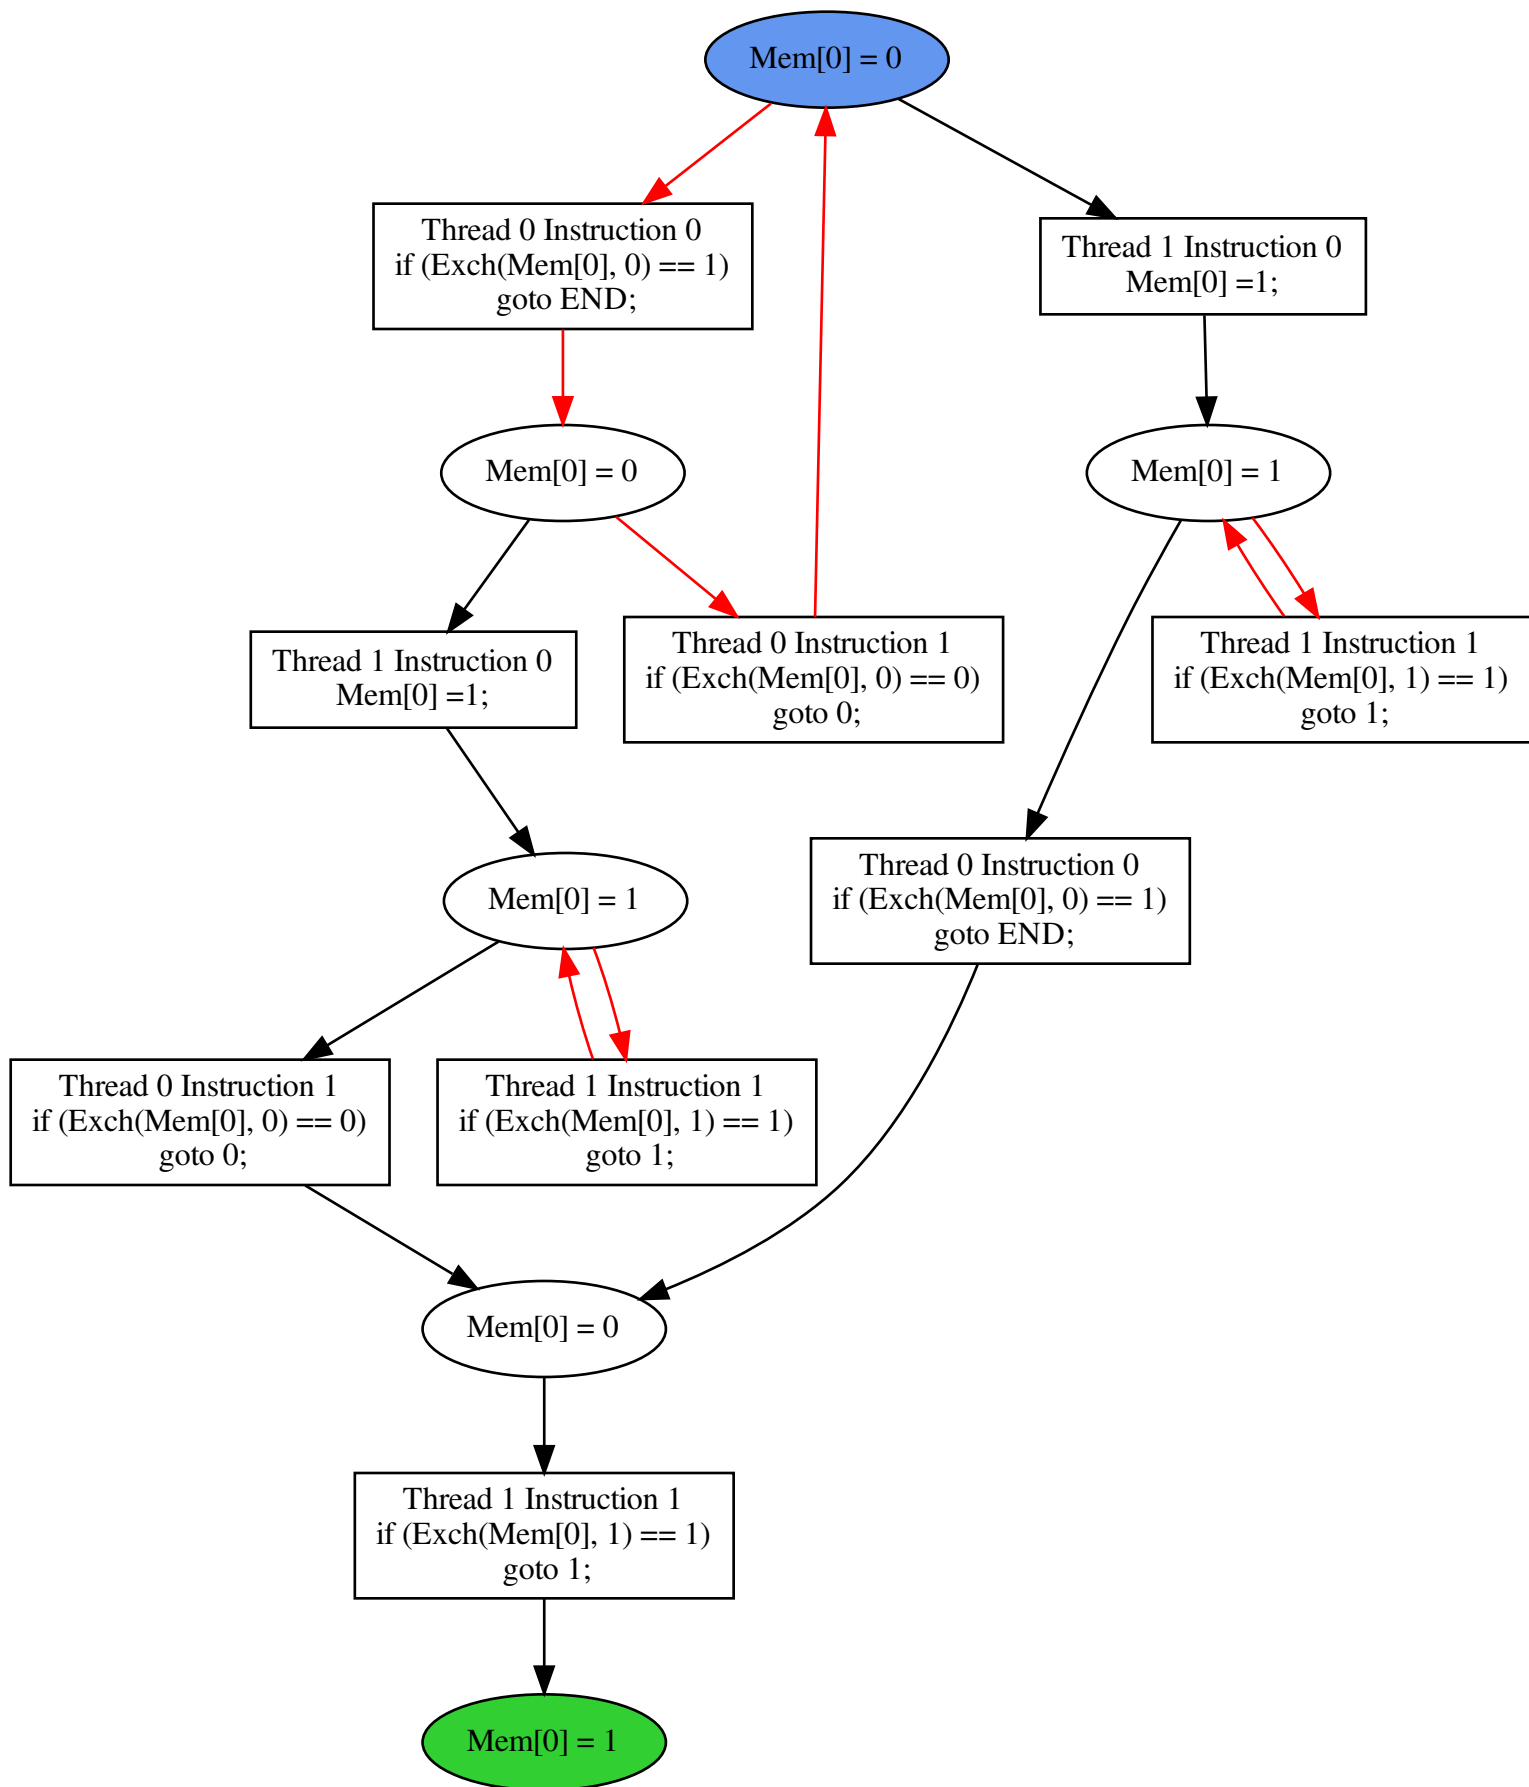 Mem[0] = 0
Thread 0 Instruction 0
if (Exch(Mem[0], 0) == 1)
goto END;
Thread 1 Instruction 0
Mem[0] =1;
Mem[0] = 0
Mem[0] = 1
Thread 1 Instruction 0
Mem[0] =1;
Thread 0 Instruction 1
if (Exch(Mem[0], 0) == 0)
goto 0;
Thread 1 Instruction 1
if (Exch(Mem[0], 1) == 1)
goto 1;
Mem[0] = 1
Thread 0 Instruction 0
if (Exch(Mem[0], 0) == 1)
goto END;
Thread 0 Instruction 1
if (Exch(Mem[0], 0) == 0)
goto 0;
Thread 1 Instruction 1
if (Exch(Mem[0], 1) == 1)
goto 1;
Mem[0] = 0
Thread 1 Instruction 1
if (Exch(Mem[0], 1) == 1)
goto 1;
Mem[0] = 1